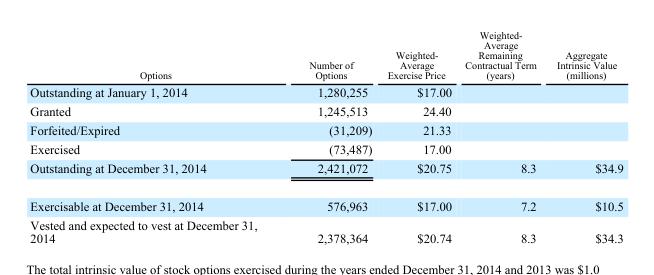 Weighted-
Average
Weighted- Remaining Aggregate
Number of Average Contractual Term Intrinsic Value
Options Options Exercise Price (years) (millions)
Outstanding at January 1, 2014 1,280,255 $17.00
Granted 1,245,513 24.40
Forfeited/Expired (31,209) 21.33
Exercised (73,487) 17.00
Outstanding at December 31, 2014 2,421,072 $20.75 8.3 $34.9
Exercisable at December 31, 2014 576,963 $17.00 7.2 $10.5
Vested and expected to vest at December 31,
2014 2,378,364 $20.74 8.3 $34.3
The total intrinsic value of stock options exercised during the years ended December 31, 2014 and 2013 was $1.0